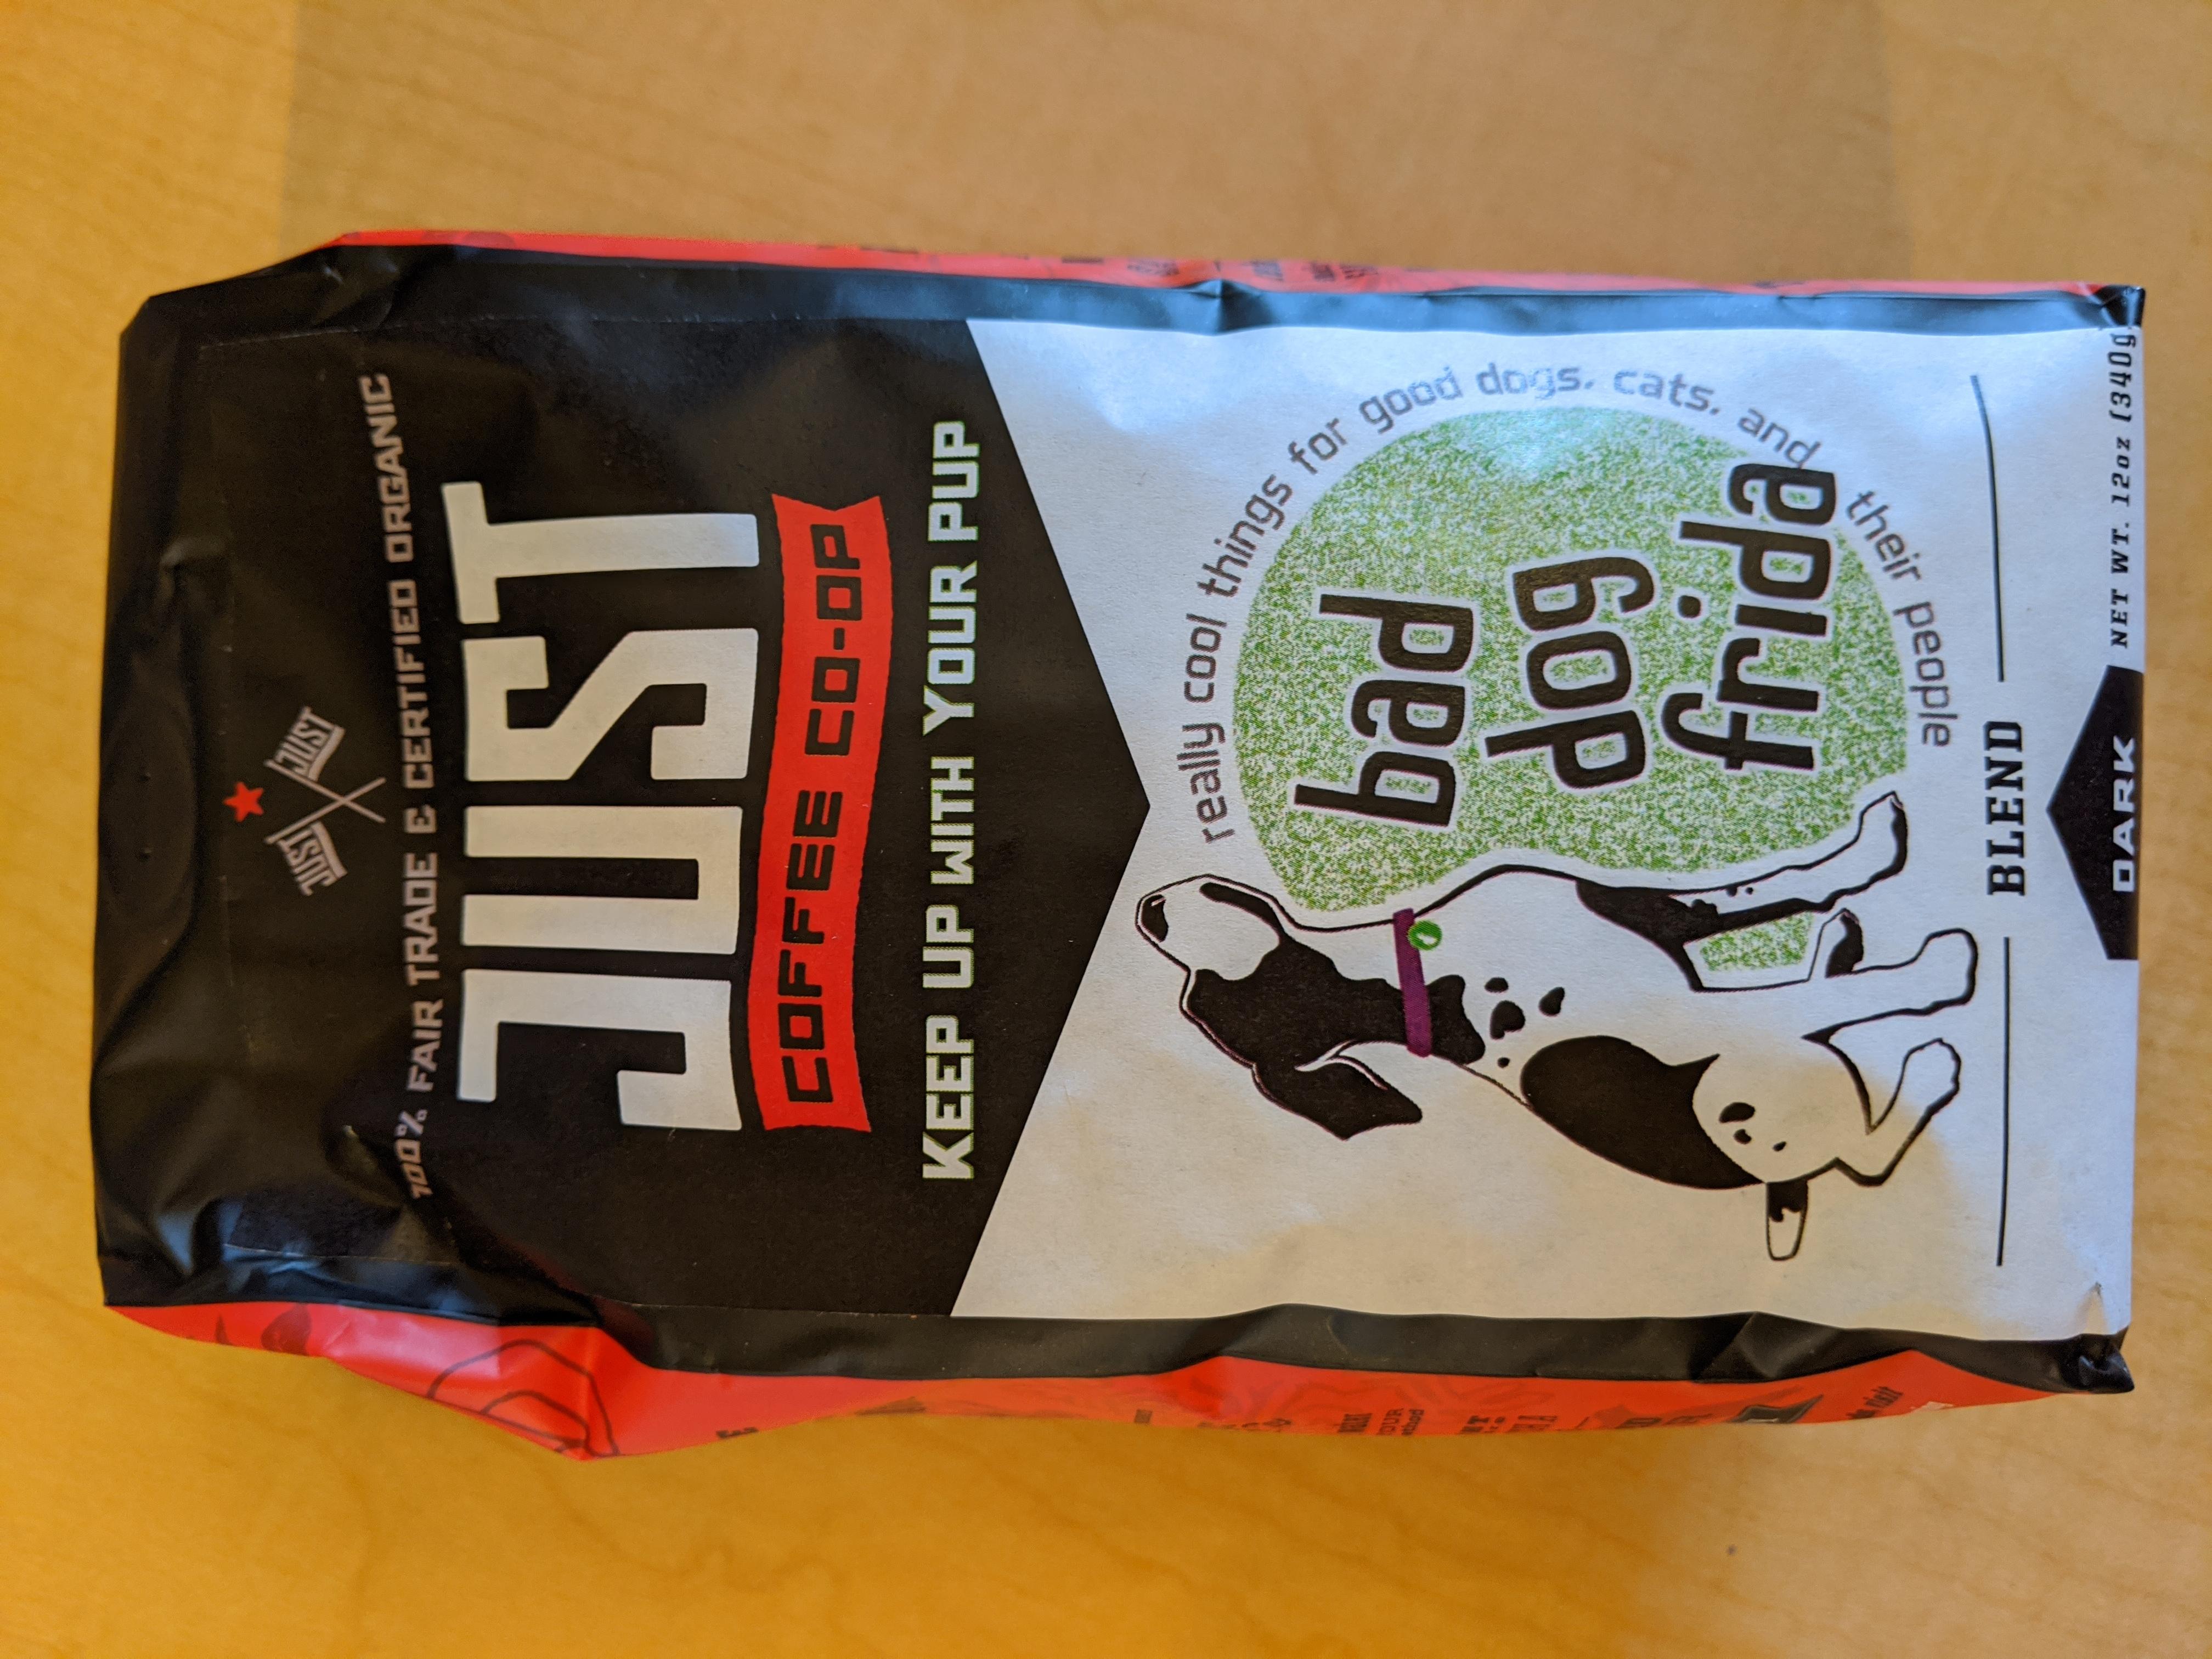 JUST JUST
100% FAIR TRADE & CERTIFIED ORGANIC
JUST
COFFEE CO-OP
KEEP UP WITH YOUR PUP
really cool things for good dogs, cats, and their people
bad
dog
frida
BLEND
DARK
NET WT. 12oz (340g